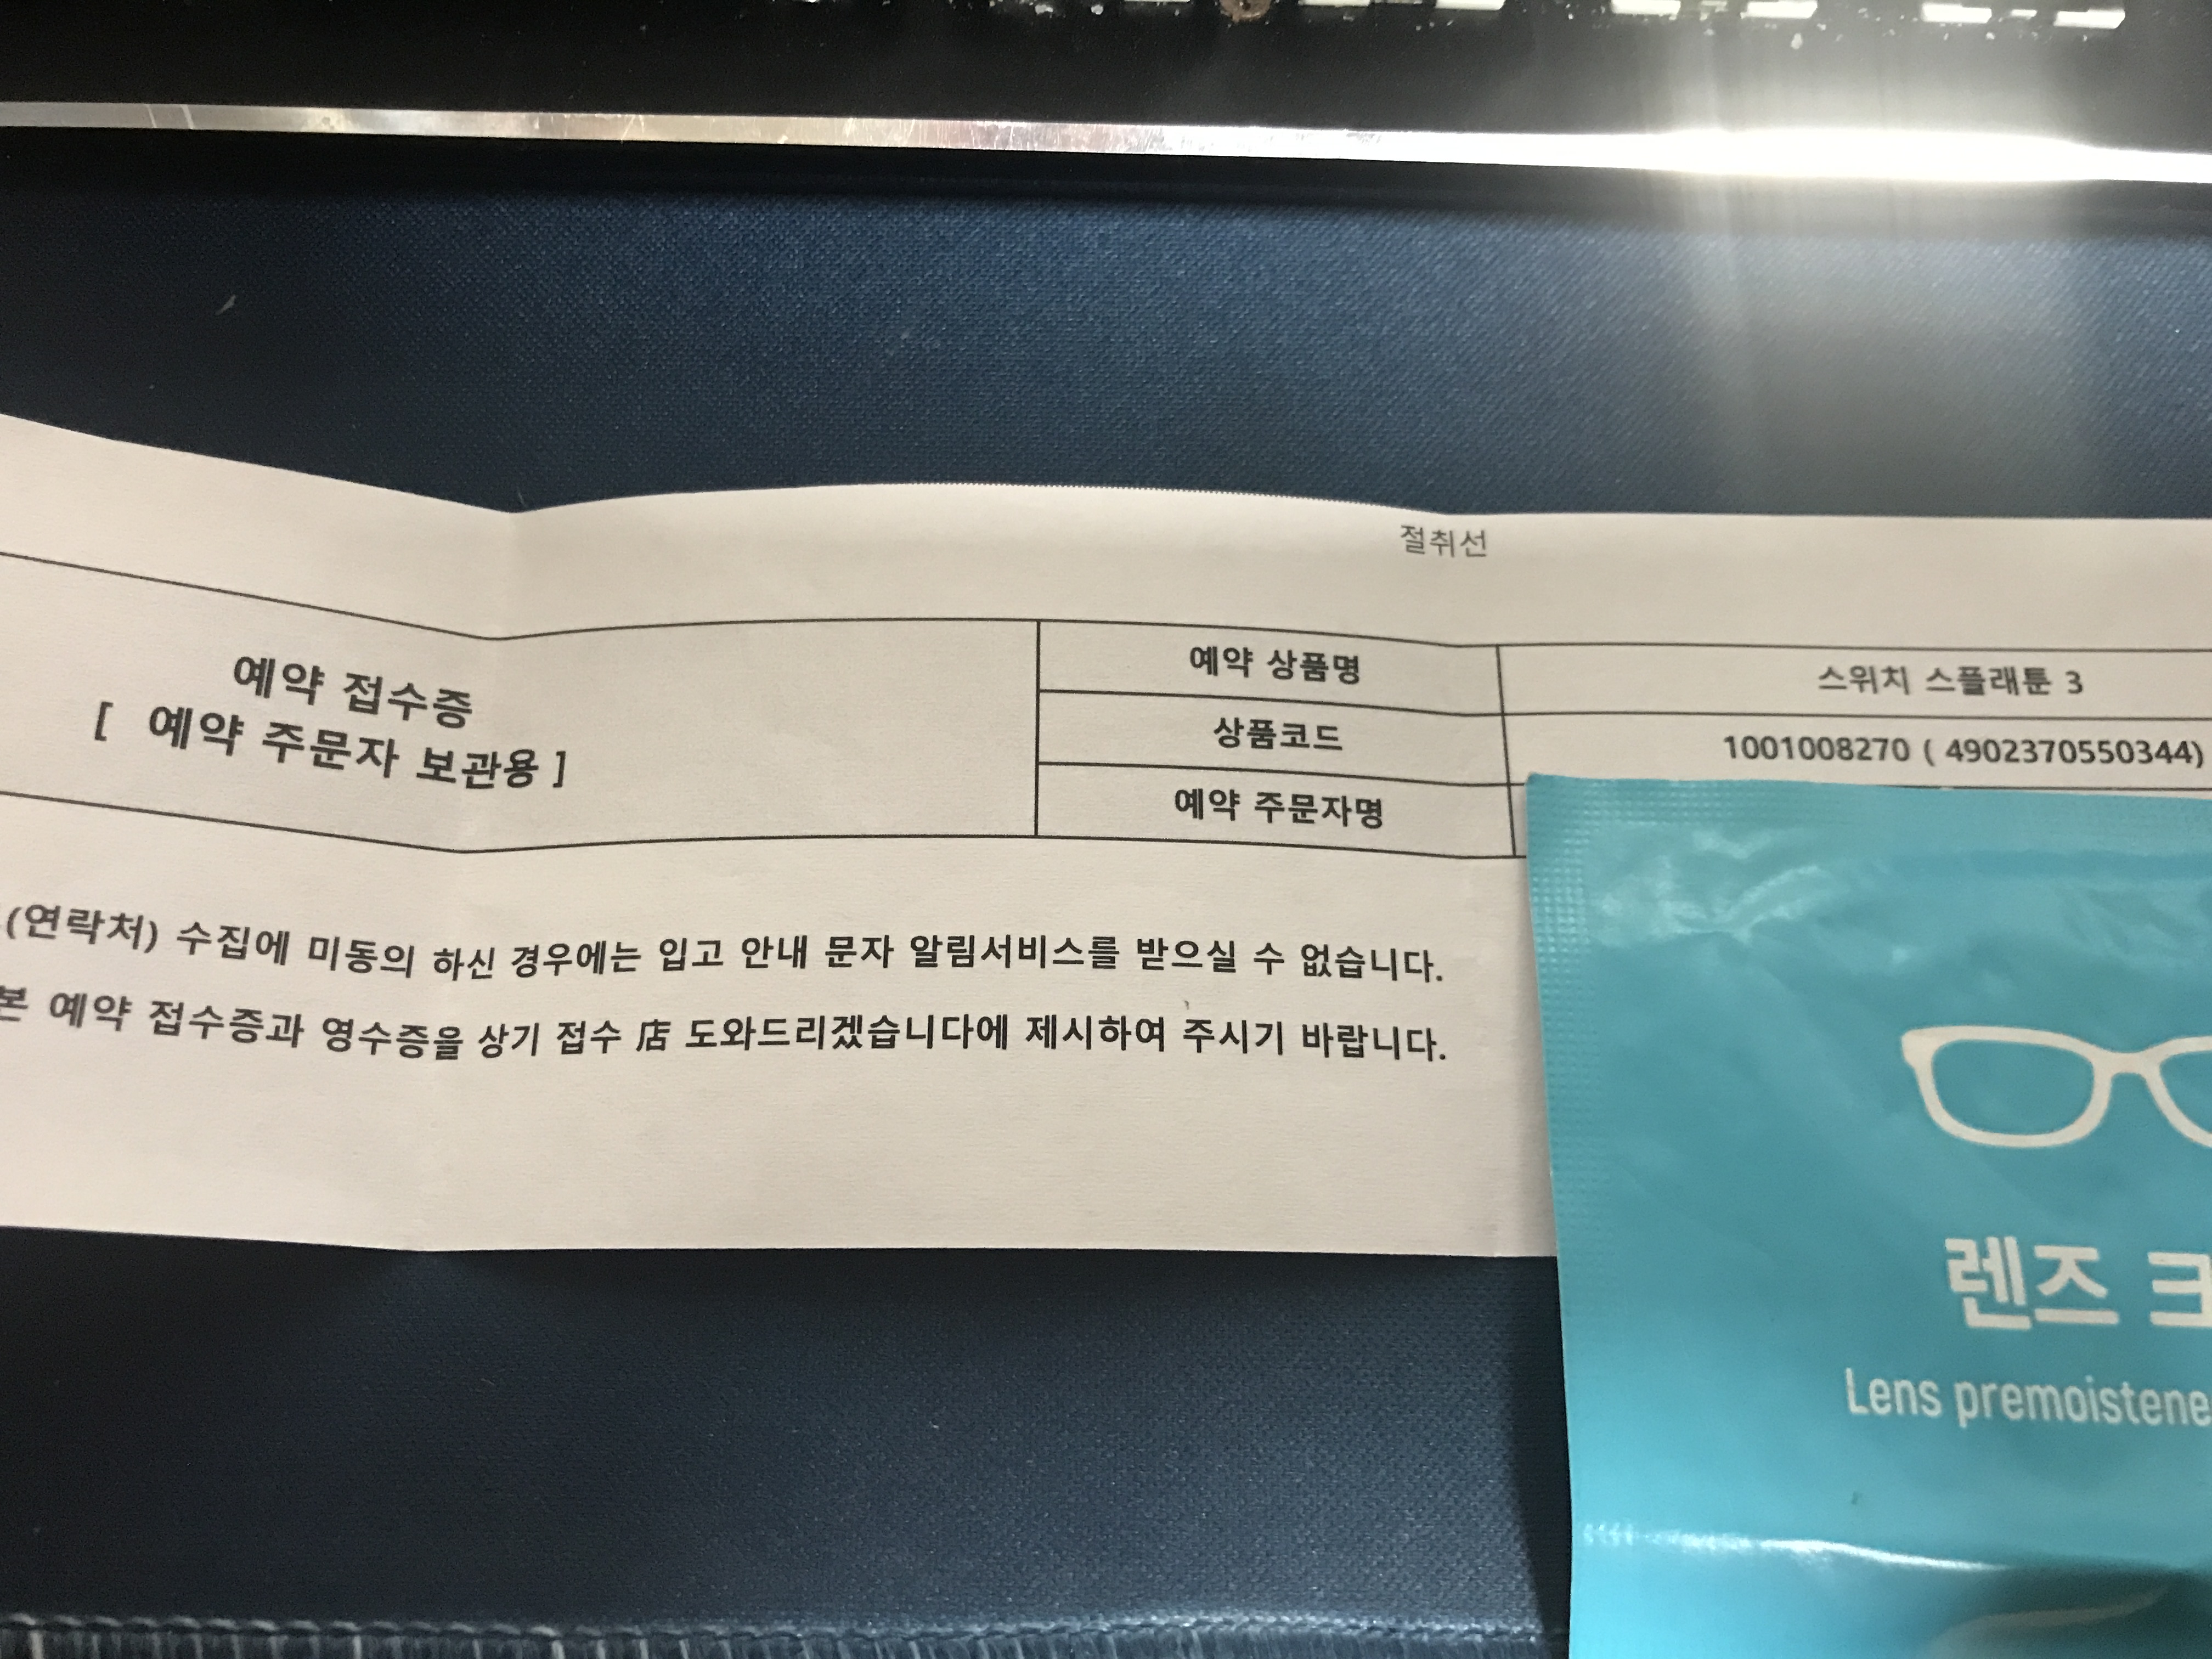 절취선
예약 접수증
[ 예약 주문자 보관용 ]
예약 상품명
스위치 스플래툰 3
상품코드
1001008270 ( 4902370550344)
예약 주문자명
(연락처) 수집에 미동의 하신 경우에는 입고 안내 문자 알림서비스를 받으실 수 없습니다.
본 예약 접수증과 영수증을 상기 접수 店 도와드리겠습니다에 제시하여 주시기 바랍니다.
렌즈
Lens premoistene